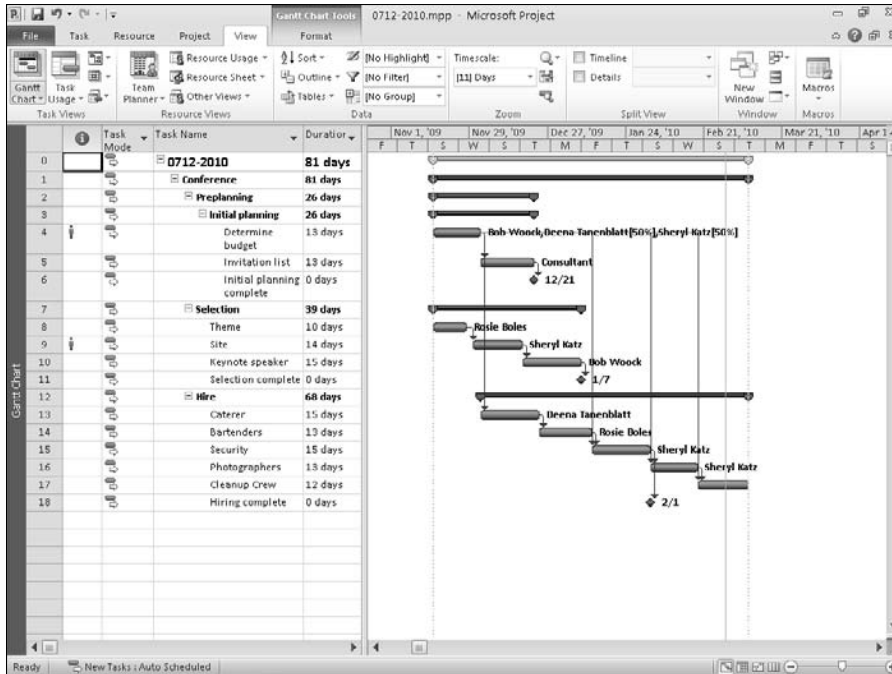 Gantt Chart Tools
0712-2010.mpp - Microsoft Project
File Task Resource Project View Format
Gantt Chart
Task Usage
Team Planner
Resource Usage
Resource Sheet
Other Views
Sort
Outline
Tables
[No Highlight]
[No Filter]
[No Group]
Timescale:
[11] Days
Timeline
Details
New Window
Macros
Task Views Resource Views Data Zoom Split View Window Macros
Task Mode Task Name Duration
Nov 1, '09 Nov 29, '09 Dec 27, '09 Jan 24, '10 Feb 21, '10 Mar 21, '10 Apr 1
F T S W S T M F T S W S T M F T S
0 0712-2010 81 days
1 Conference 81 days
2 Preplanning 26 days
3 Initial planning 26 days
4 Determine budget 13 days Bob Woock,Deena Tanenblatt[50%],Sheryl Katz[50%]
5 Invitation list 13 days Consultant
6 Initial planning complete 0 days 12/21
7 Selection 39 days
8 Theme 10 days Rosie Boles
9 Site 14 days Sheryl Katz
10 Keynote speaker 15 days Bob Woock
11 Selection complete 0 days 1/7
12 Hire 68 days
13 Caterer 15 days Deena Tanenblatt
14 Bartenders 13 days Rosie Boles
15 Security 15 days Sheryl Katz
16 Photographers 13 days Sheryl Katz
17 Cleanup Crew 12 days
18 Hiring complete 0 days 2/1
Gantt Chart
Ready New Tasks : Auto Scheduled